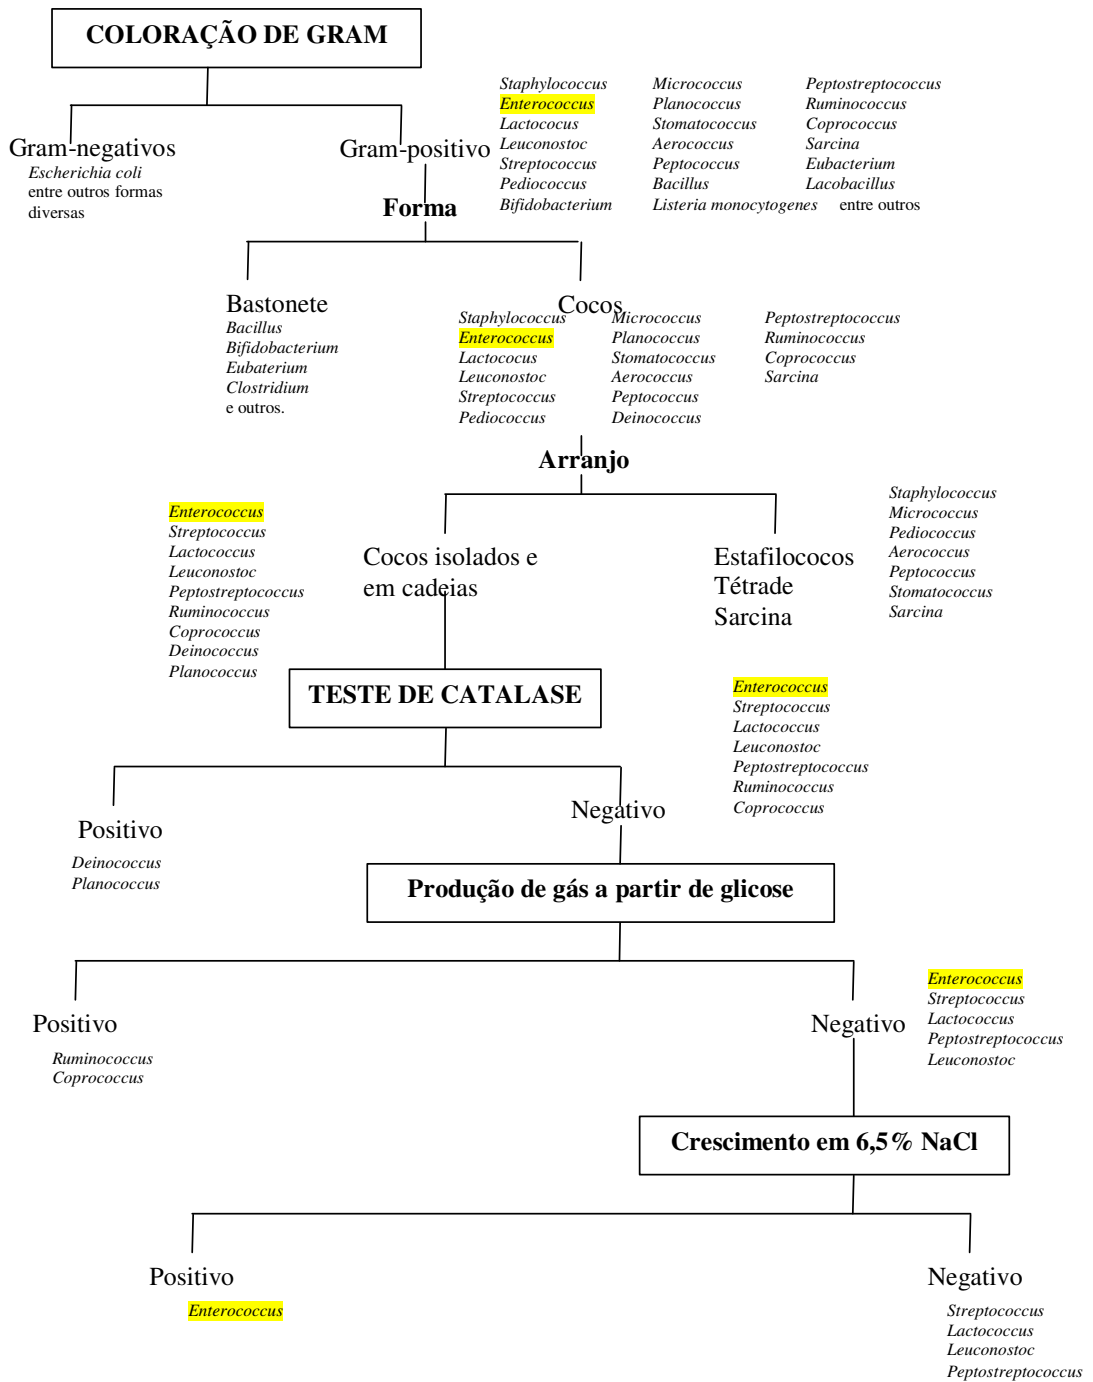 COLORAÇÃO DE GRAM
Staphylococcus Micrococcus Peptostreptococcus
Enterococcus Planococcus Ruminococcus
Lactococus Stomatococcus Coprococcus
Leuconostoc Aerococcus Sarcina
Streptococcus Peptococcus Eubacterium
Pediococcus Bacillus Lacobacillus
Bifidobacterium Listeria monocytogenes entre outros
Gram-negativos
Escherichia coli
entre outros formas
diversas
Gram-positivo
Forma
Bastonete
Bacillus
Bifidobacterium
Eubaterium
Clostridium
e outros.
Cocos
Staphylococcus Micrococcus Peptostreptococcus
Enterococcus Planococcus Ruminococcus
Lactococus Stomatococcus Coprococcus
Leuconostoc Aerococcus Sarcina
Streptococcus Peptococcus
Pediococcus Deinococcus
Arranjo
Enterococcus
Streptococcus
Lactococcus
Leuconostoc
Peptostreptococcus
Ruminococcus
Coprococcus
Deinococcus
Planococcus
Cocos isolados e
em cadeias
Estafilococos
Tétrade
Sarcina
Staphylococcus
Micrococcus
Pediococcus
Aerococcus
Peptococcus
Stomatococcus
Sarcina
TESTE DE CATALASE
Enterococcus
Streptococcus
Lactococcus
Leuconostoc
Peptostreptococcus
Ruminococcus
Coprococcus
Positivo
Deinococcus
Planococcus
Negativo
Produção de gás a partir de glicose
Positivo
Ruminococcus
Coprococcus
Negativo
Enterococcus
Streptococcus
Lactococcus
Peptostreptococcus
Leuconostoc
Crescimento em 6,5% NaCl
Positivo
Enterococcus
Negativo
Streptococcus
Lactococcus
Leuconostoc
Peptostreptococcus